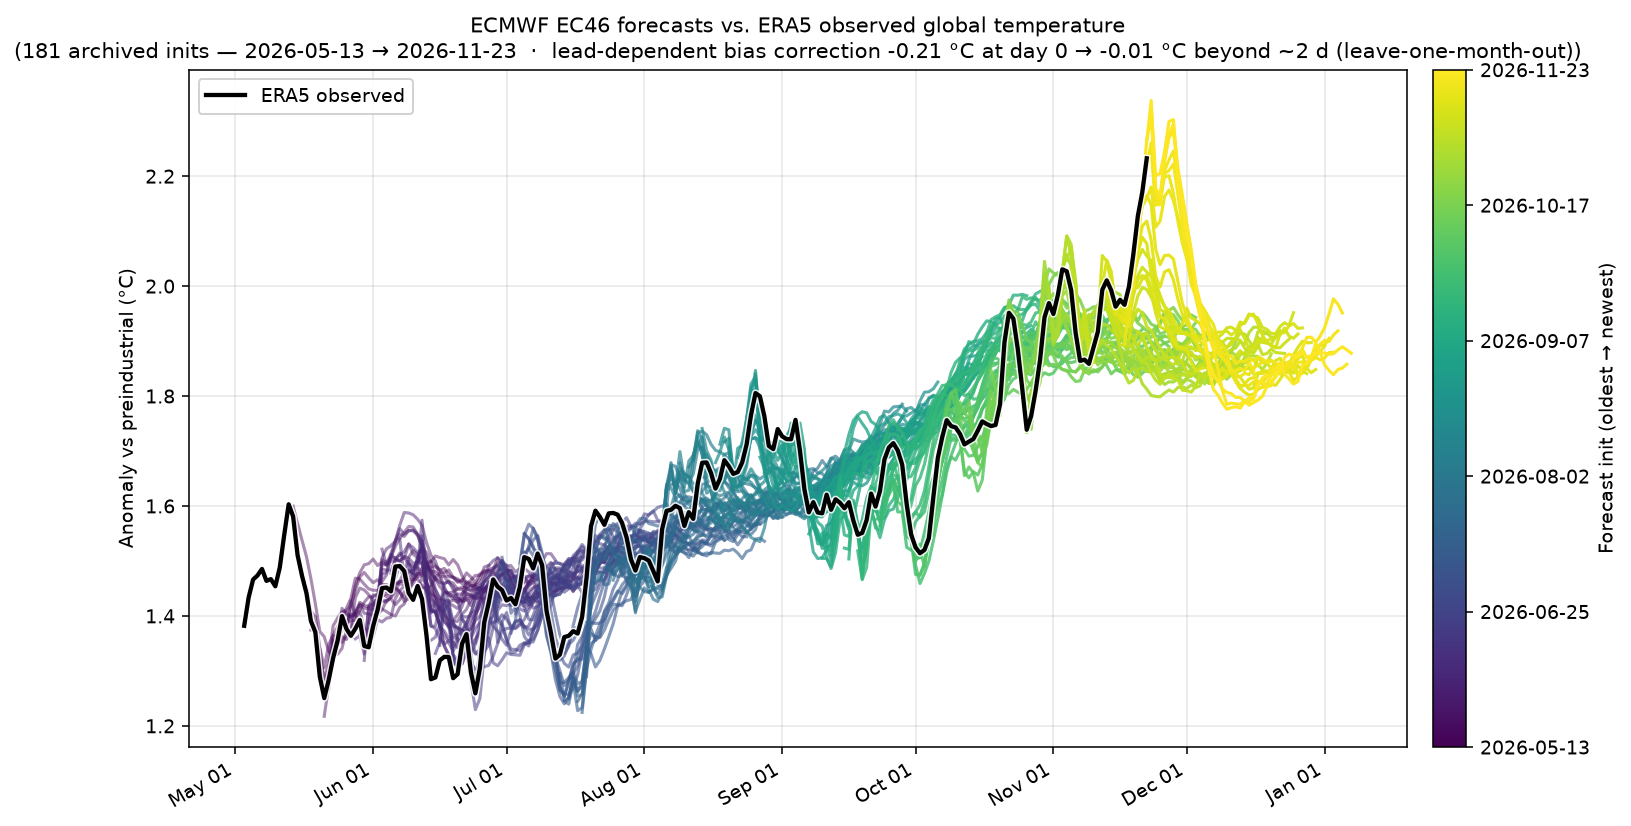 ECMWF EC46 forecasts vs. ERA5 observed global temperature
(181 archived inits — 2026-05-13 → 2026-11-23 · lead-dependent bias correction -0.21 °C at day 0 → -0.01 °C beyond ~2 d (leave-one-month-out))
ERA5 observed
Anomaly vs preindustrial (°C)
2.2
2.0
1.8
1.6
1.4
1.2
May 01
Jun 01
Jul 01
Aug 01
Sep 01
Oct 01
Nov 01
Dec 01
Jan 01
2026-11-23
2026-10-17
2026-09-07
2026-08-02
2026-06-25
2026-05-13
Forecast init (oldest → newest)